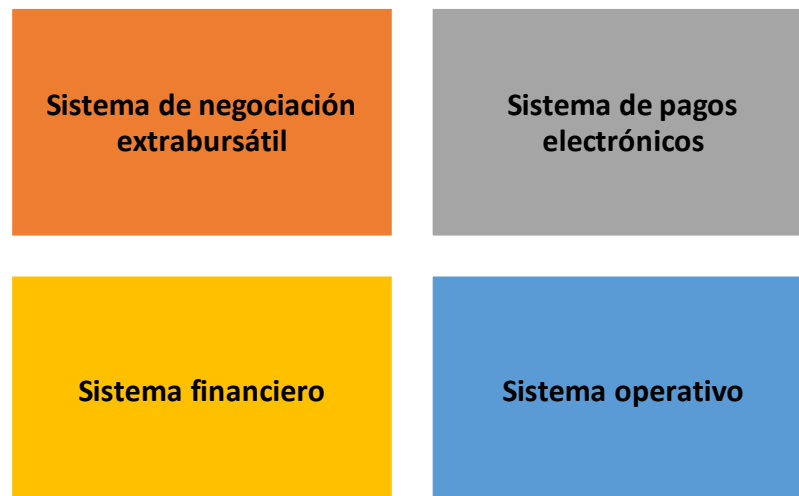 Sistema de negociación
extrabursátil
Sistema de pagos
electrónicos
Sistema financiero
Sistema operativo